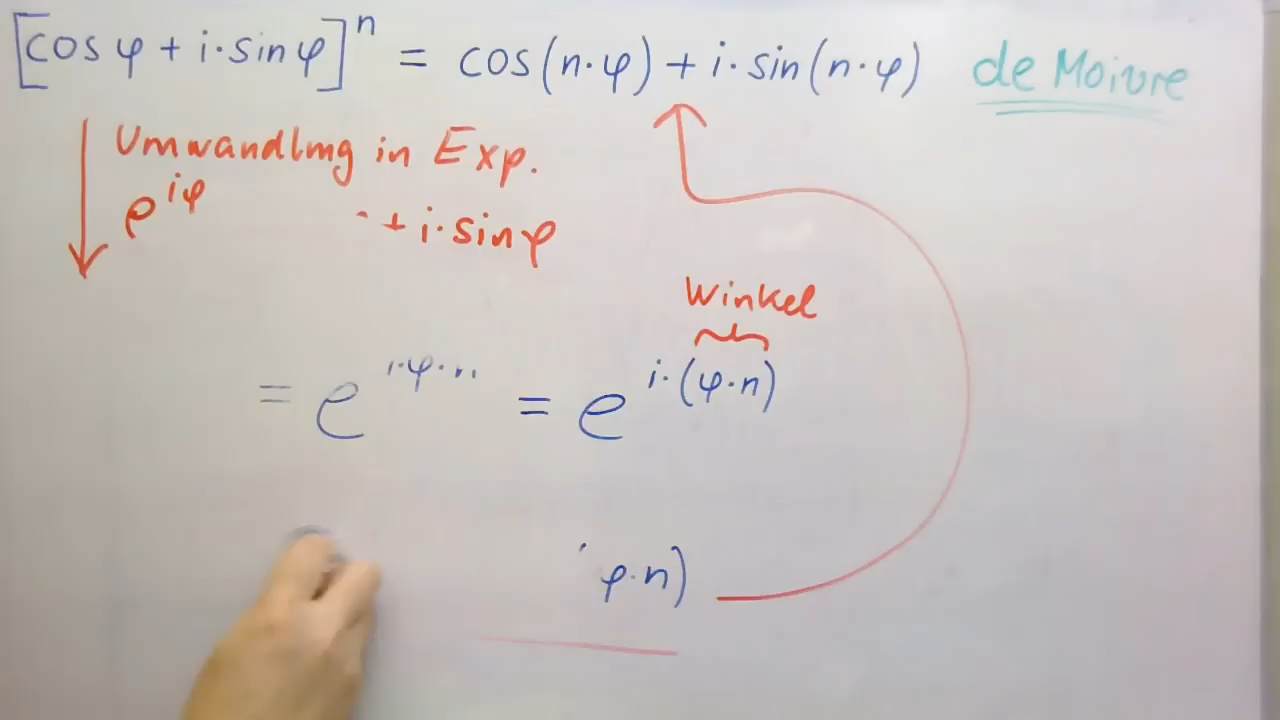 [cos φ + i·sin φ]ⁿ = cos(n·φ) + i·sin(n·φ) de Moivre
Umwandlung in Exp.
e^{iφ} + i·sin φ
Winkel
= e^{i·φ·n} = e^{i·(φ·n)}
φ·n)